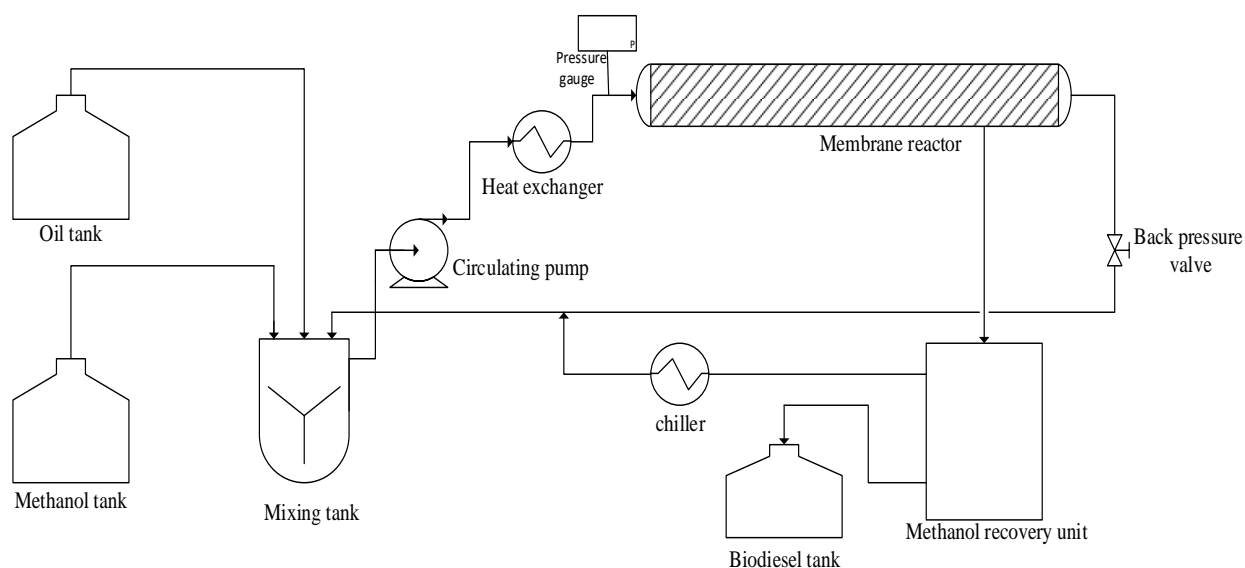 P
Pressure
gauge
Membrane reactor
Heat exchanger
Oil tank
Circulating pump
Back pressure
valve
chiller
Methanol tank
Mixing tank
Methanol recovery unit
Biodiesel tank